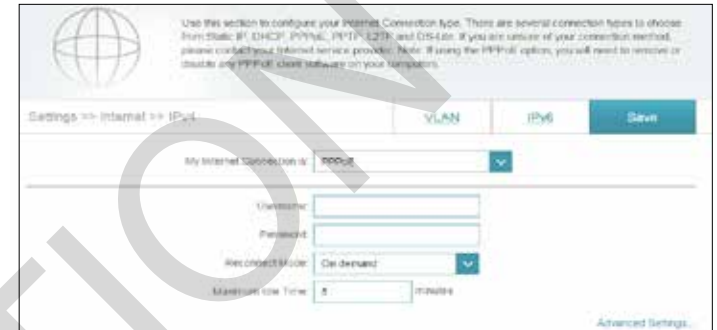 Use this section to configure your Internet Connection type. There are several connection types to choose
from: Static IP, DHCP, PPPoE, PPTP, L2TP, and DS-Lite. If you are unsure of your connection method,
please contact your Internet service provider. Note: If using the PPPoE option, you will need to remove or
disable any PPPoE client software on your computers.
Settings >> Internet >> IPv4
VLAN
IPv6
Save
My Internet Connection is: PPPoE
Username:
Password:
Reconnect Mode: On demand
Maximum Idle Time: 5 minutes
Advanced Settings...
TION